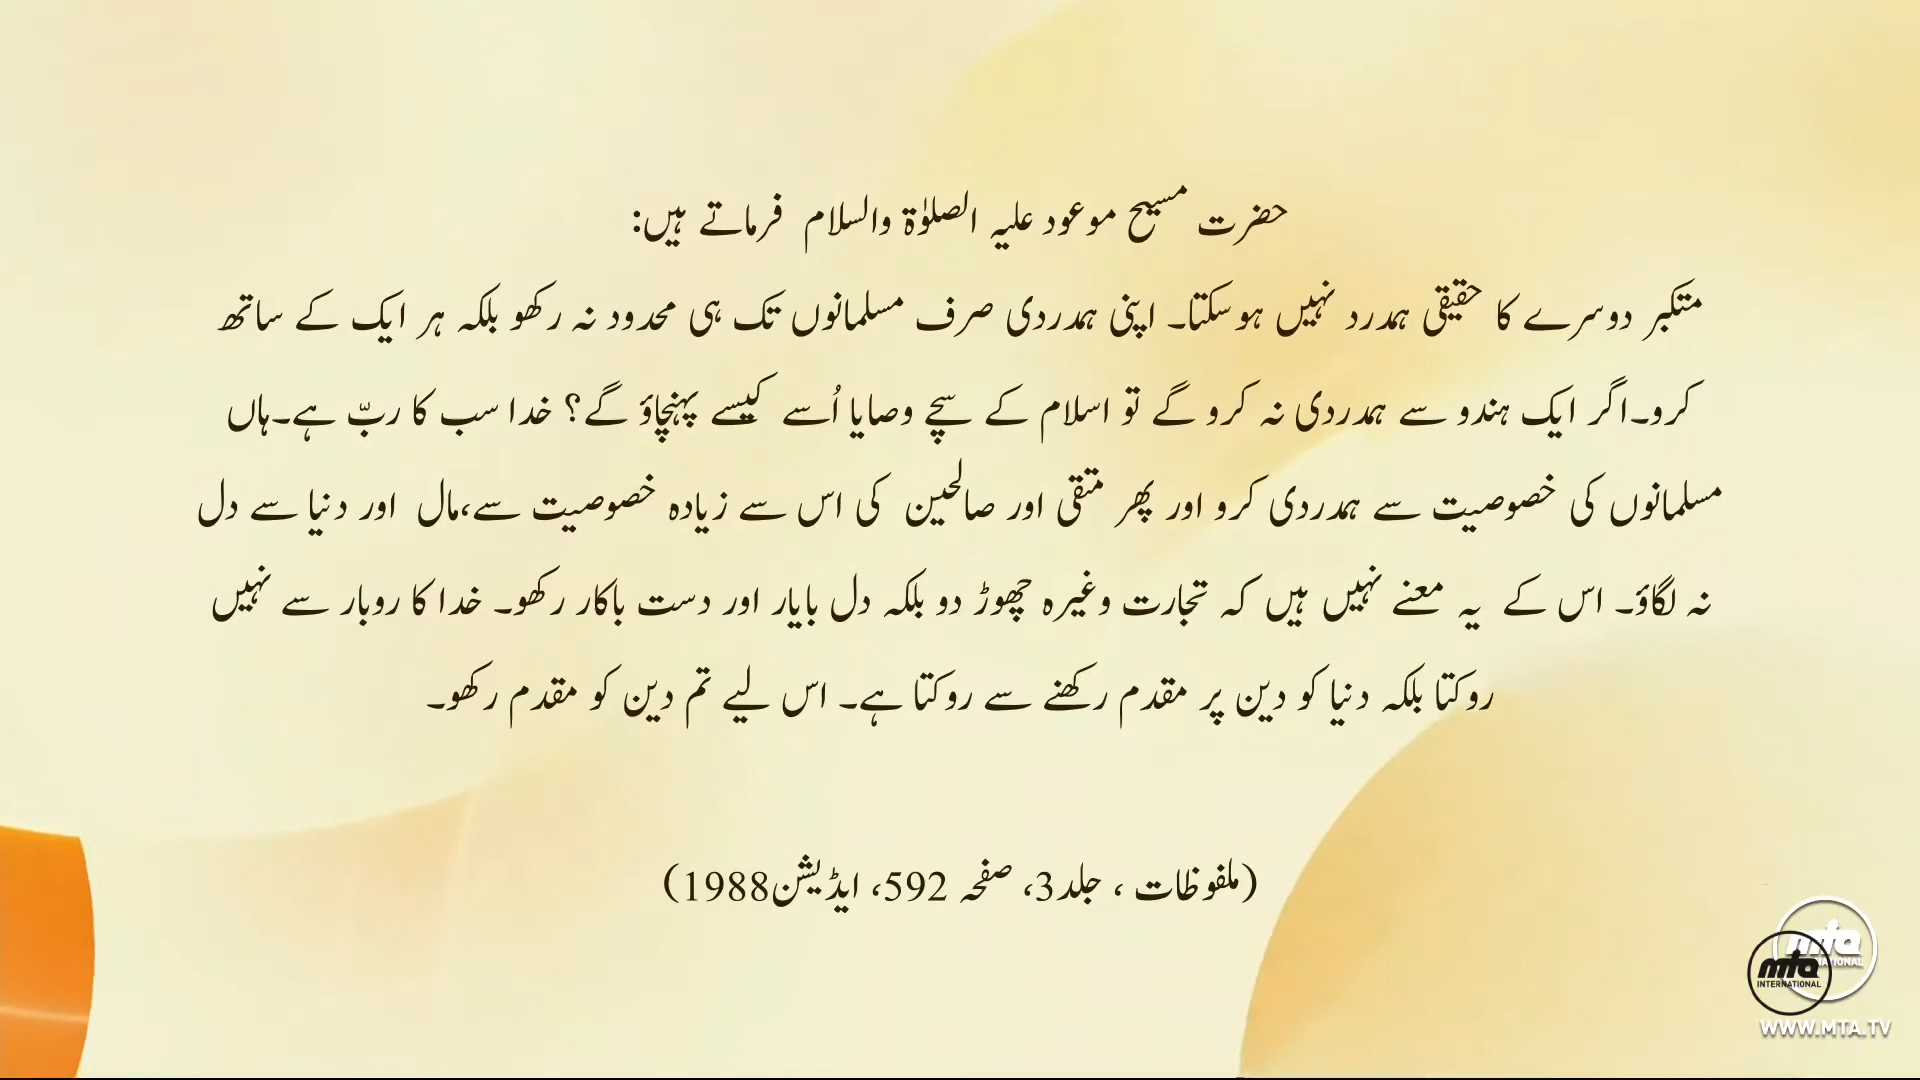 حضرت مسیح موعود علیہ الصلوٰۃ والسلام فرماتے ہیں:
متکبر دوسرے کا حقیقی ہمدرد نہیں ہوسکتا۔ اپنی ہمدردی صرف مسلمانوں تک ہی محدود نہ رکھو بلکہ ہر ایک کے ساتھ
کرو۔اگر ایک ہندو سے ہمدردی نہ کروگے تو اسلام کے سچے وصایا اُسے کیسے پہنچاؤ گے؟ خدا سب کا ربّ ہے۔ہاں
مسلمانوں کی خصوصیت سے ہمدردی کرو اور پھر متقی اور صالحین کی اس سے زیادہ خصوصیت سے،مال اور دنیا سے دل
نہ لگاؤ۔ اس کے یہ معنے نہیں ہیں کہ تجارت وغیرہ چھوڑ دو بلکہ دل بایار اور دست باکار رکھو۔ خدا کا روبار سے نہیں
روکتا بلکہ دنیا کو دین پر مقدم رکھنے سے روکتا ہے۔ اس لیے تم دین کو مقدم رکھو۔
(ملفوظات ، جلد3، صفحہ 592، ایڈیشن1988)
mta
INTERNATIONAL
WWW.MTA.TV